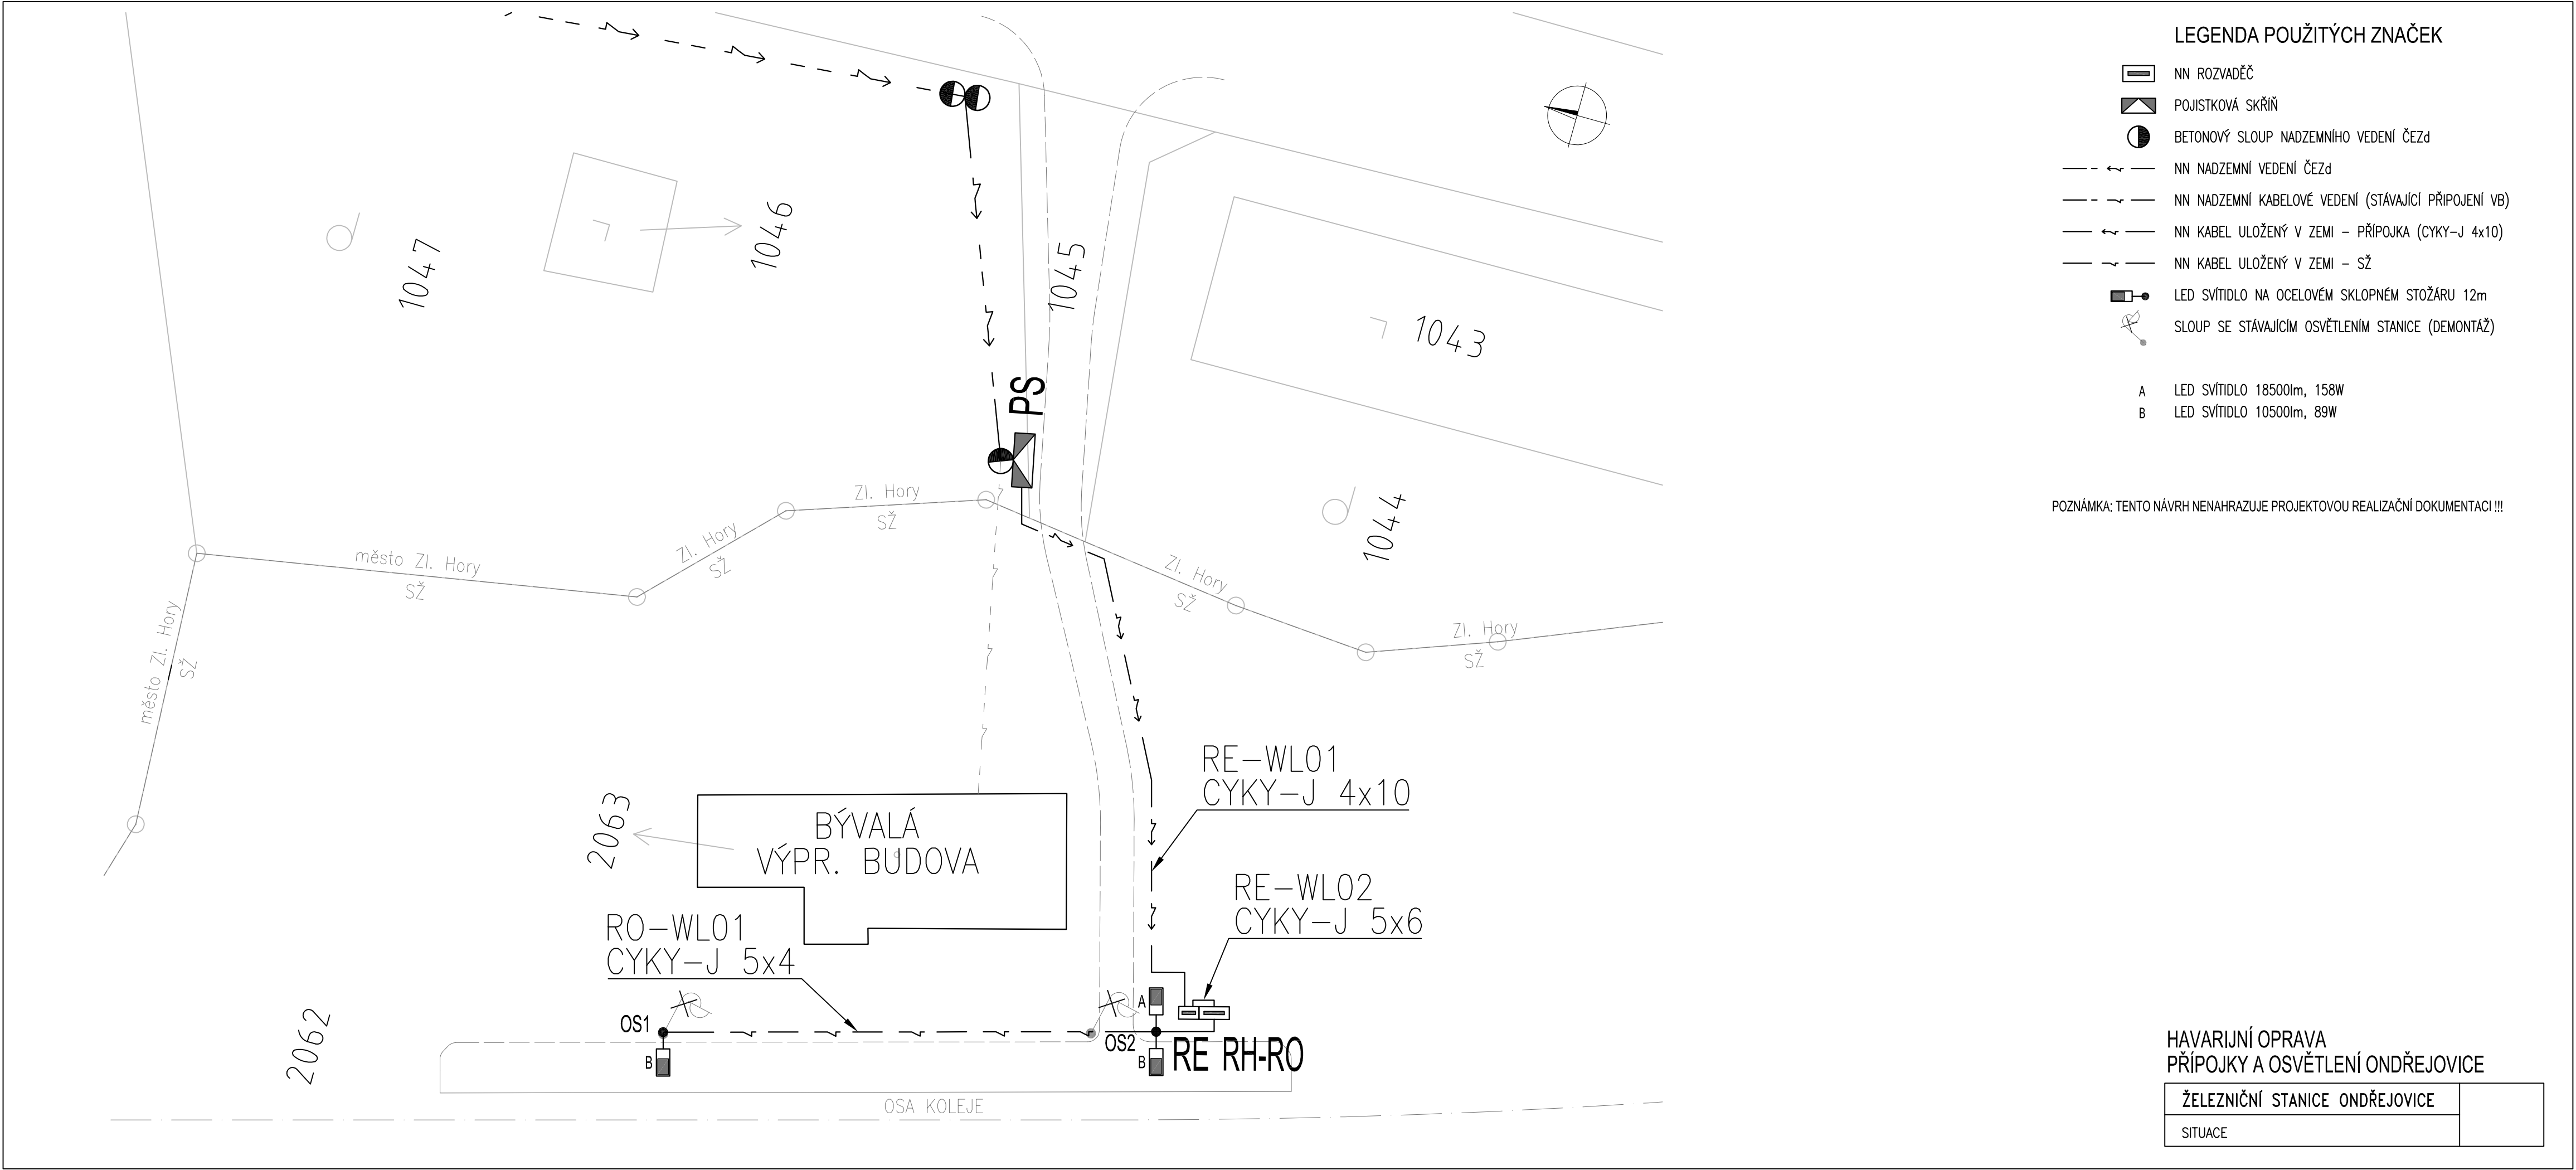 LEGENDA POUŽITÝCH ZNAČEK
NN ROZVADĚČ
POJISTKOVÁ SKŘÍŇ
BETONOVÝ SLOUP NADZEMNÍHO VEDENÍ ČEZd
NN NADZEMNÍ VEDENÍ ČEZd
NN NADZEMNÍ KABELOVÉ VEDENÍ (STÁVAJÍCÍ PŘIPOJENÍ VB)
NN KABEL ULOŽENÝ V ZEMI – PŘÍPOJKA (CYKY–J 4x10)
NN KABEL ULOŽENÝ V ZEMI – SŽ
LED SVÍTIDLO NA OCELOVÉM SKLOPNÉM STOŽÁRU 12m
SLOUP SE STÁVAJÍCÍM OSVĚTLENÍM STANICE (DEMONTÁŽ)
A LED SVÍTIDLO 18500lm, 158W
B LED SVÍTIDLO 10500lm, 89W
POZNÁMKA: TENTO NÁVRH NENAHRAZUJE PROJEKTOVOU REALIZAČNÍ DOKUMENTACI !!!
1047
1046
1045
1043
1044
PS
město Zl. Hory
SŽ
město Zl. Hory
SŽ
Zl. Hory
SŽ
Zl. Hory
SŽ
Zl. Hory
SŽ
Zl. Hory
SŽ
RE–WL01
CYKY–J 4x10
2063
BÝVALÁ
VÝPR. BUDOVA
RE–WL02
CYKY–J 5x6
RO–WL01
CYKY–J 5x4
2062
OS1
B
A
OS2
B
RE RH-RO
OSA KOLEJE
HAVARIJNÍ OPRAVA
PŘÍPOJKY A OSVĚTLENÍ ONDŘEJOVICE
ŽELEZNIČNÍ STANICE ONDŘEJOVICE
SITUACE